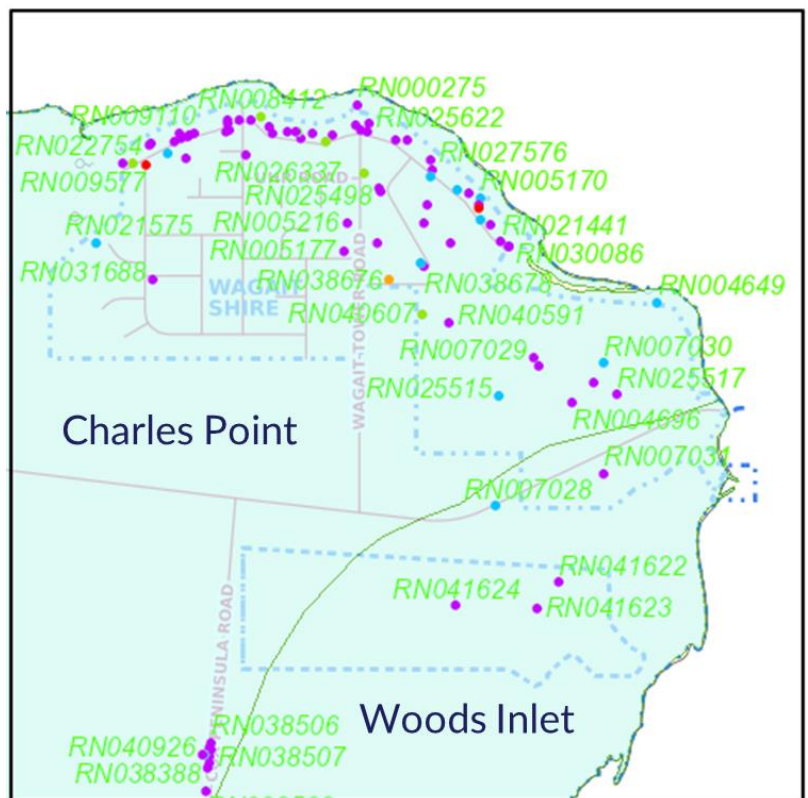 RN000275
RN008412
RN009110
RN025622
RN022754
RN027576
RN009577
RN026337
RN005170
RN025498
RN021575
RN005216
RN021441
RN005177
RN030086
RN031688
RN038676
RN038678
RN004649
WAGAIT
SHIRE
RN040607
RN040591
WAGAIT-TOWER ROAD
RN007029
RN007030
RN025515
RN025517
RN004696
Charles Point
RN007031
RN007028
RN041622
RN041624
RN041623
PENINSULA ROAD
Woods Inlet
RN038506
RN040926
RN038507
RN038388